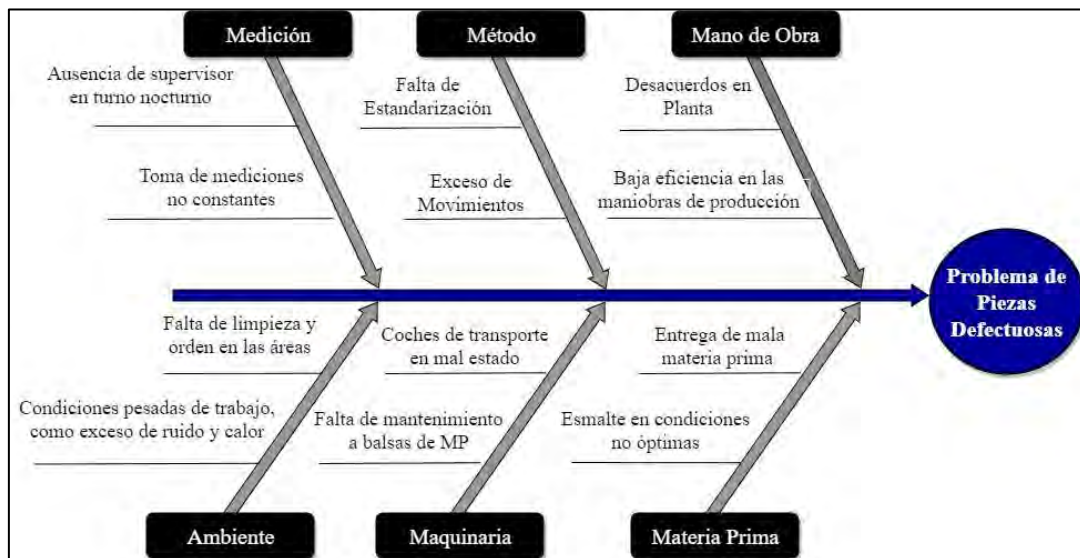 Medición
Método
Mano de Obra
Ausencia de supervisor
en turno nocturno
Falta de
Estandarización
Desacuerdos en
Planta
Toma de mediciones
no constantes
Exceso de
Movimientos
Baja eficiencia en las
maniobras de producción
Problema de
Piezas
Defectuosas
Falta de limpieza y
orden en las áreas
Coches de transporte
en mal estado
Entrega de mala
materia prima
Condiciones pesadas de trabajo,
como exceso de ruido y calor
Falta de mantenimiento
a balsas de MP
Esmalte en condiciones
no óptimas
Ambiente
Maquinaria
Materia Prima